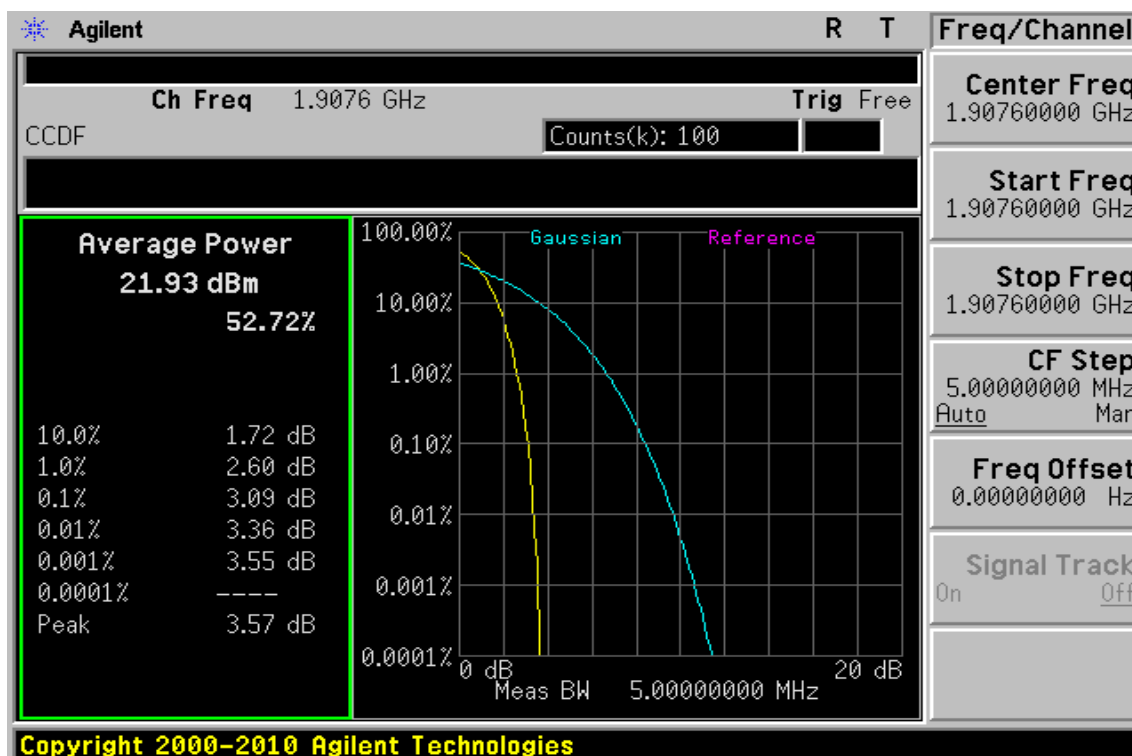 Agilent R T
Ch Freq 1.9076 GHz Trig Free
CCDF Counts(k): 100
Average Power
21.93 dBm
52.72%
10.0% 1.72 dB
1.0% 2.60 dB
0.1% 3.09 dB
0.01% 3.36 dB
0.001% 3.55 dB
0.0001% ----
Peak 3.57 dB
Gaussian Reference
100.00%
10.00%
1.00%
0.10%
0.01%
0.001%
0.0001%
0 dB 20 dB
Meas BW 5.00000000 MHz
Freq/Channel
Center Freq
1.90760000 GHz
Start Freq
1.90760000 GHz
Stop Freq
1.90760000 GHz
CF Step
5.00000000 MHz
Auto Man
Freq Offset
0.00000000 Hz
Signal Track
On Off
Copyright 2000-2010 Agilent Technologies